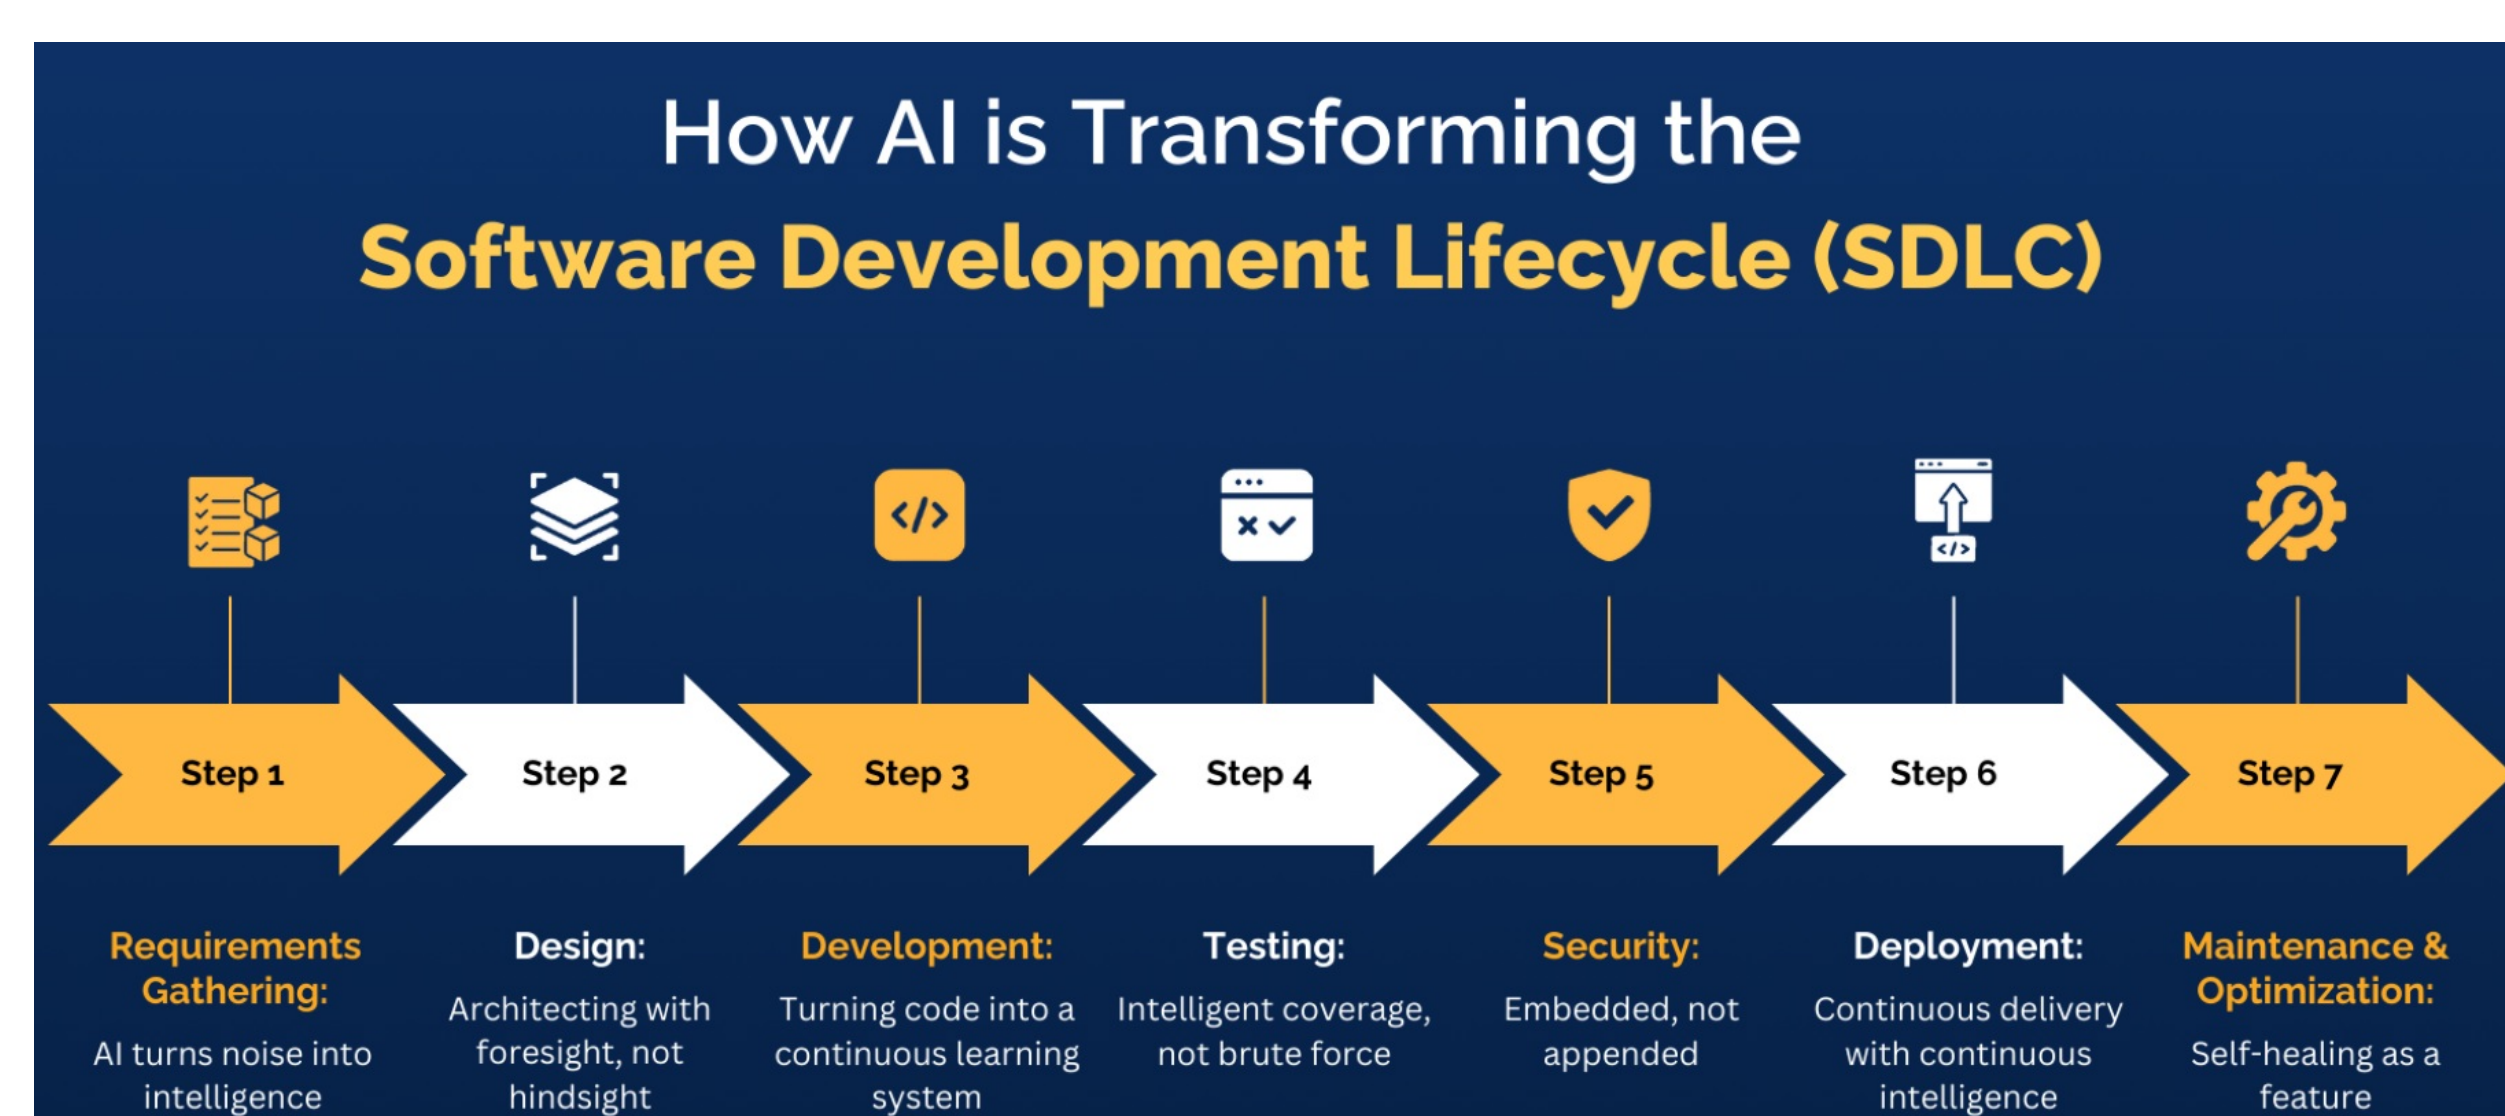 How AI is Transforming the
Software Development Lifecycle (SDLC)
</>
x ✓
</>
Step 1
Step 2
Step 3
Step 4
Step 5
Step 6
Step 7
Requirements
Gathering:
AI turns noise into
intelligence
Design:
Architecting with
foresight, not
hindsight
Development:
Turning code into a
continuous learning
system
Testing:
Intelligent coverage,
not brute force
Security:
Embedded, not
appended
Deployment:
Continuous delivery
with continuous
intelligence
Maintenance &
Optimization:
Self-healing as a
feature